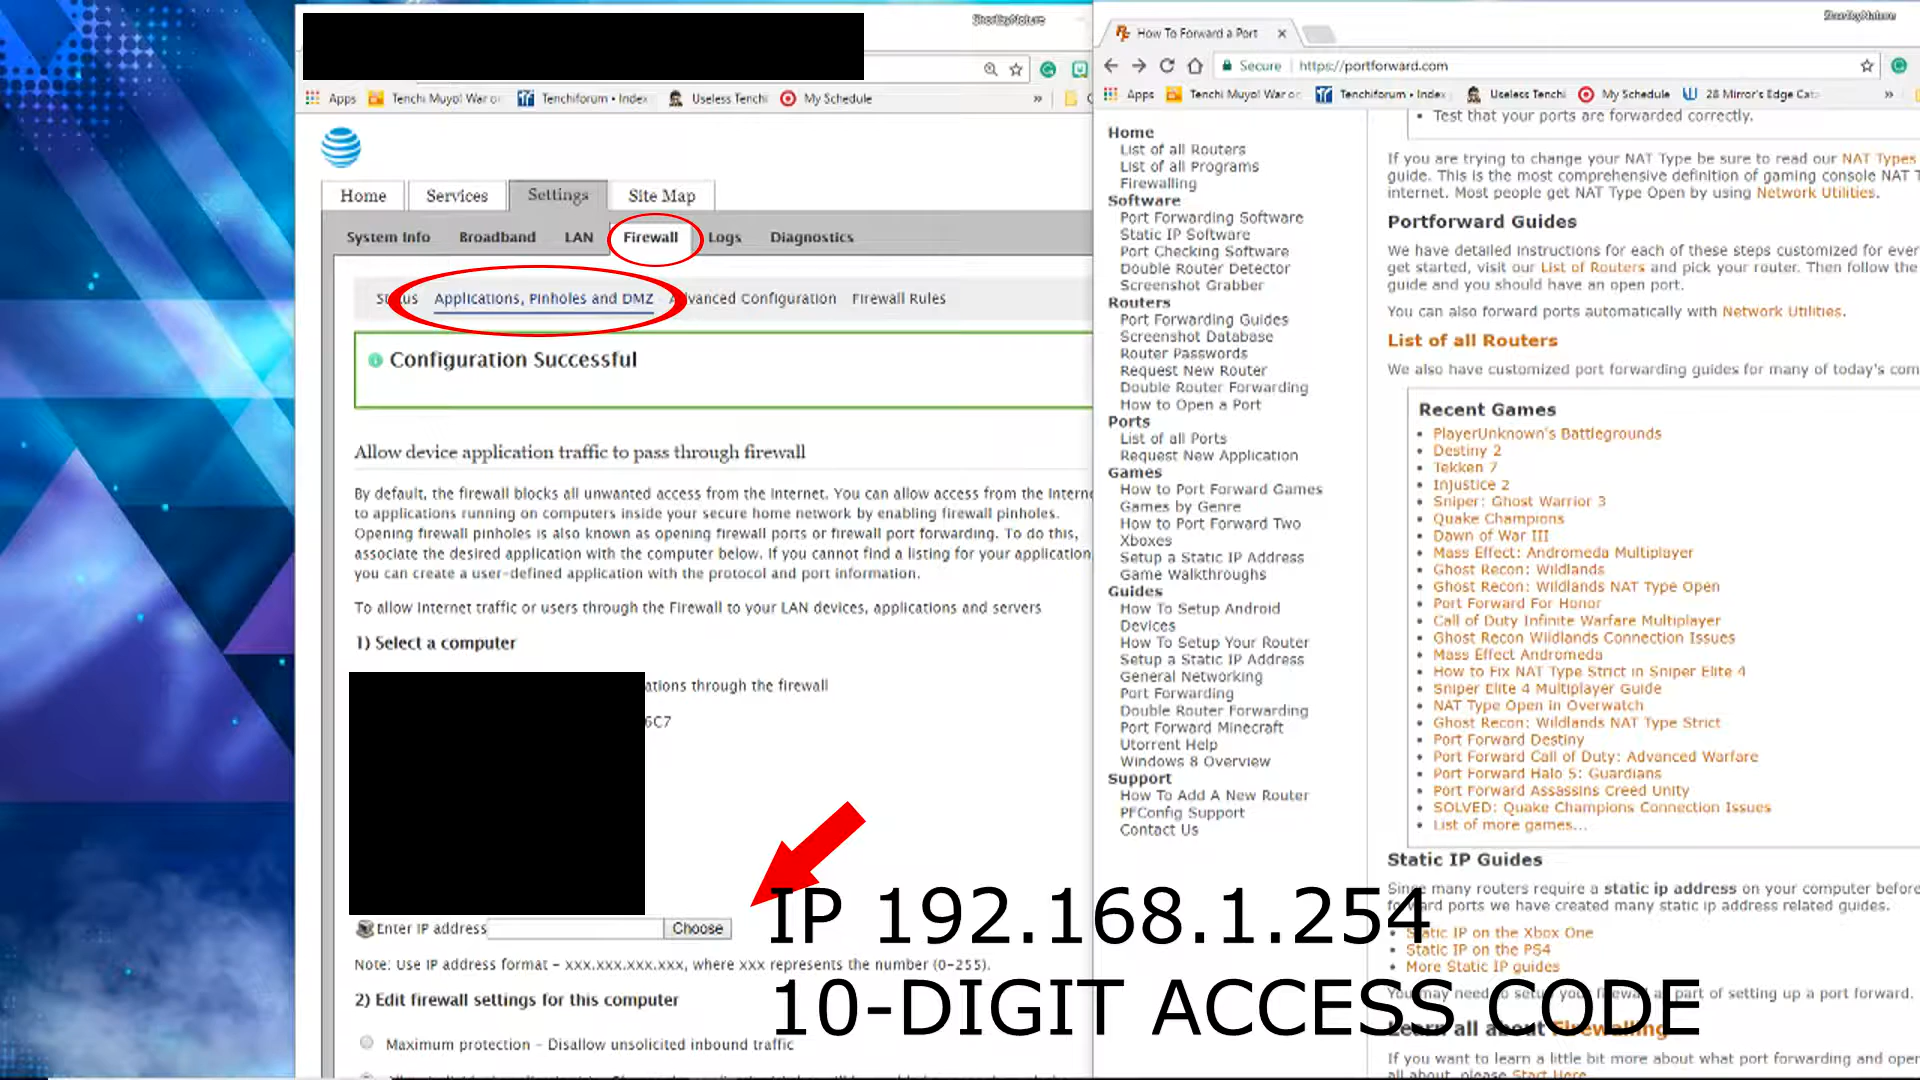 Apps Tenchi Muyo! War o Tenchiforum • Index Useless Tenchi My Schedule »
Home Services Settings Site Map
System Info Broadband LAN Firewall Logs Diagnostics
Applications, Pinholes and DMZ Advanced Configuration Firewall Rules
Configuration Successful
Allow device application traffic to pass through firewall
By default, the firewall blocks all unwanted access from the Internet. You can allow access from the Intern
to applications running on computers inside your secure home network by enabling firewall pinholes.
Opening firewall pinholes is also known as opening firewall ports or firewall port forwarding. To do this,
associate the desired application with the computer below. If you cannot find a listing for your application,
you can create a user-defined application with the protocol and port information.
To allow Internet traffic or users through the Firewall to your LAN devices, applications and servers
1) Select a computer
ations through the firewall
6C7
Enter IP address Choose
Note: Use IP address format - xxx.xxx.xxx.xxx, where xxx represents the number (0-255).
2) Edit firewall settings for this computer
Maximum protection - Disallow unsolicited inbound traffic
IP 192.168.1.254
10-DIGIT ACCESS CODE
How To Forward a Port
Secure https://portforward.com
Apps Tenchi Muyo! War o Tenchiforum • Index Useless Tenchi My Schedule 28 Mirror's Edge Cat »
Home
List of all Routers
List of all Programs
Firewalling
Software
Port Forwarding Software
Static IP Software
Port Checking Software
Double Router Detector
Screenshot Grabber
Routers
Port Forwarding Guides
Screenshot Database
Router Passwords
Request New Router
Double Router Forwarding
How to Open a Port
Ports
List of all Ports
Request New Application
Games
How to Port Forward Games
Games by Genre
How to Port Forward Two
Xboxes
Setup a Static IP Address
Game Walkthroughs
Guides
How To Setup Android
Devices
How To Setup Your Router
Setup a Static IP Address
General Networking
Port Forwarding
Double Router Forwarding
Port Forward Minecraft
Utorrent Help
Windows 8 Overview
Support
How To Add A New Router
PFConfig Support
Contact Us
• Test that your ports are forwarded correctly.
If you are trying to change your NAT Type be sure to read our NAT Types
guide. This is the most comprehensive definition of gaming console NAT T
internet. Most people get NAT Type Open by using Network Utilities.
Portforward Guides
We have detailed instructions for each of these steps customized for ever
get started, visit our List of Routers and pick your router. Then follow the
guide and you should have an open port.
You can also forward ports automatically with Network Utilities.
List of all Routers
We also have customized port forwarding guides for many of today's com
Recent Games
• PlayerUnknown's Battlegrounds
• Destiny 2
• Tekken 7
• Injustice 2
• Sniper: Ghost Warrior 3
• Quake Champions
• Dawn of War III
• Mass Effect: Andromeda Multiplayer
• Ghost Recon: Wildlands
• Ghost Recon: Wildlands NAT Type Open
• Port Forward For Honor
• Call of Duty Infinite Warfare Multiplayer
• Ghost Recon Wildlands Connection Issues
• Mass Effect Andromeda
• How to Fix NAT Type Strict in Sniper Elite 4
• Sniper Elite 4 Multiplayer Guide
• NAT Type Open in Overwatch
• Ghost Recon: Wildlands NAT Type Strict
• Port Forward Destiny
• Port Forward Call of Duty: Advanced Warfare
• Port Forward Halo 5: Guardians
• Port Forward Assassins Creed Unity
• SOLVED: Quake Champions Connection Issues
• List of more games...
Static IP Guides
Since many routers require a static ip address on your computer before
forward ports we have created many static ip address related guides.
• Static IP on the Xbox One
• Static IP on the PS4
• More Static IP guides
You may need to setup your firewall as part of setting up a port forward.
Learn all about Firewalling
If you want to learn a little bit more about what port forwarding and open
all about, please Start Here